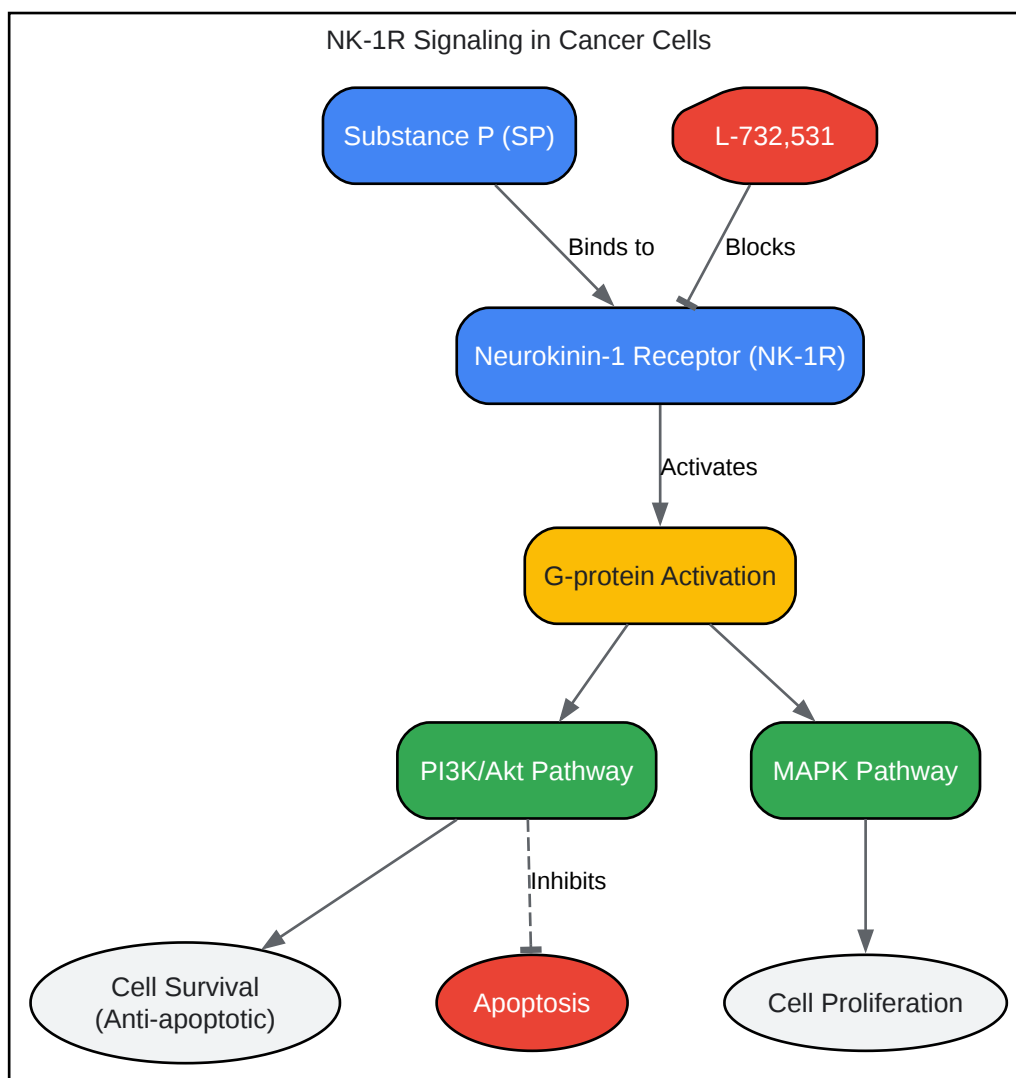 NK-1R Signaling in Cancer Cells
Substance P (SP)
L-732,531
Binds to
Blocks
Neurokinin-1 Receptor (NK-1R)
Activates
G-protein Activation
PI3K/Akt Pathway
MAPK Pathway
Inhibits
Cell Survival
(Anti-apoptotic)
Apoptosis
Cell Proliferation